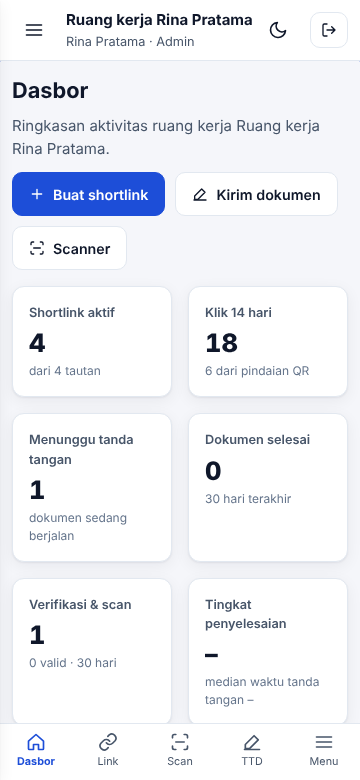 Ruang kerja Rina Pratama
Rina Pratama · Admin
Dasbor
Ringkasan aktivitas ruang kerja Ruang kerja
Rina Pratama.
Buat shortlink
Kirim dokumen
Scanner
Shortlink aktif
4
dari 4 tautan
Klik 14 hari
18
6 dari pindaian QR
Menunggu tanda
tangan
1
dokumen sedang
berjalan
Dokumen selesai
0
30 hari terakhir
Verifikasi & scan
1
0 valid · 30 hari
Tingkat
penyelesaian
–
median waktu tanda
tangan –
Dasbor
Link
Scan
TTD
Menu